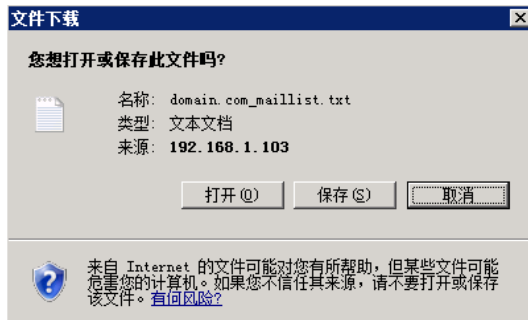 文件下载
您想打开或保存此文件吗?
名称: domain.com_maillist.txt
类型: 文本文档
来源: 192.168.1.103
打开(O) 保存(S) 取消
来自 Internet 的文件可能对您有所帮助，但某些文件可能
危害您的计算机。如果您不信任其来源，请不要打开或保存
该文件。有何风险?